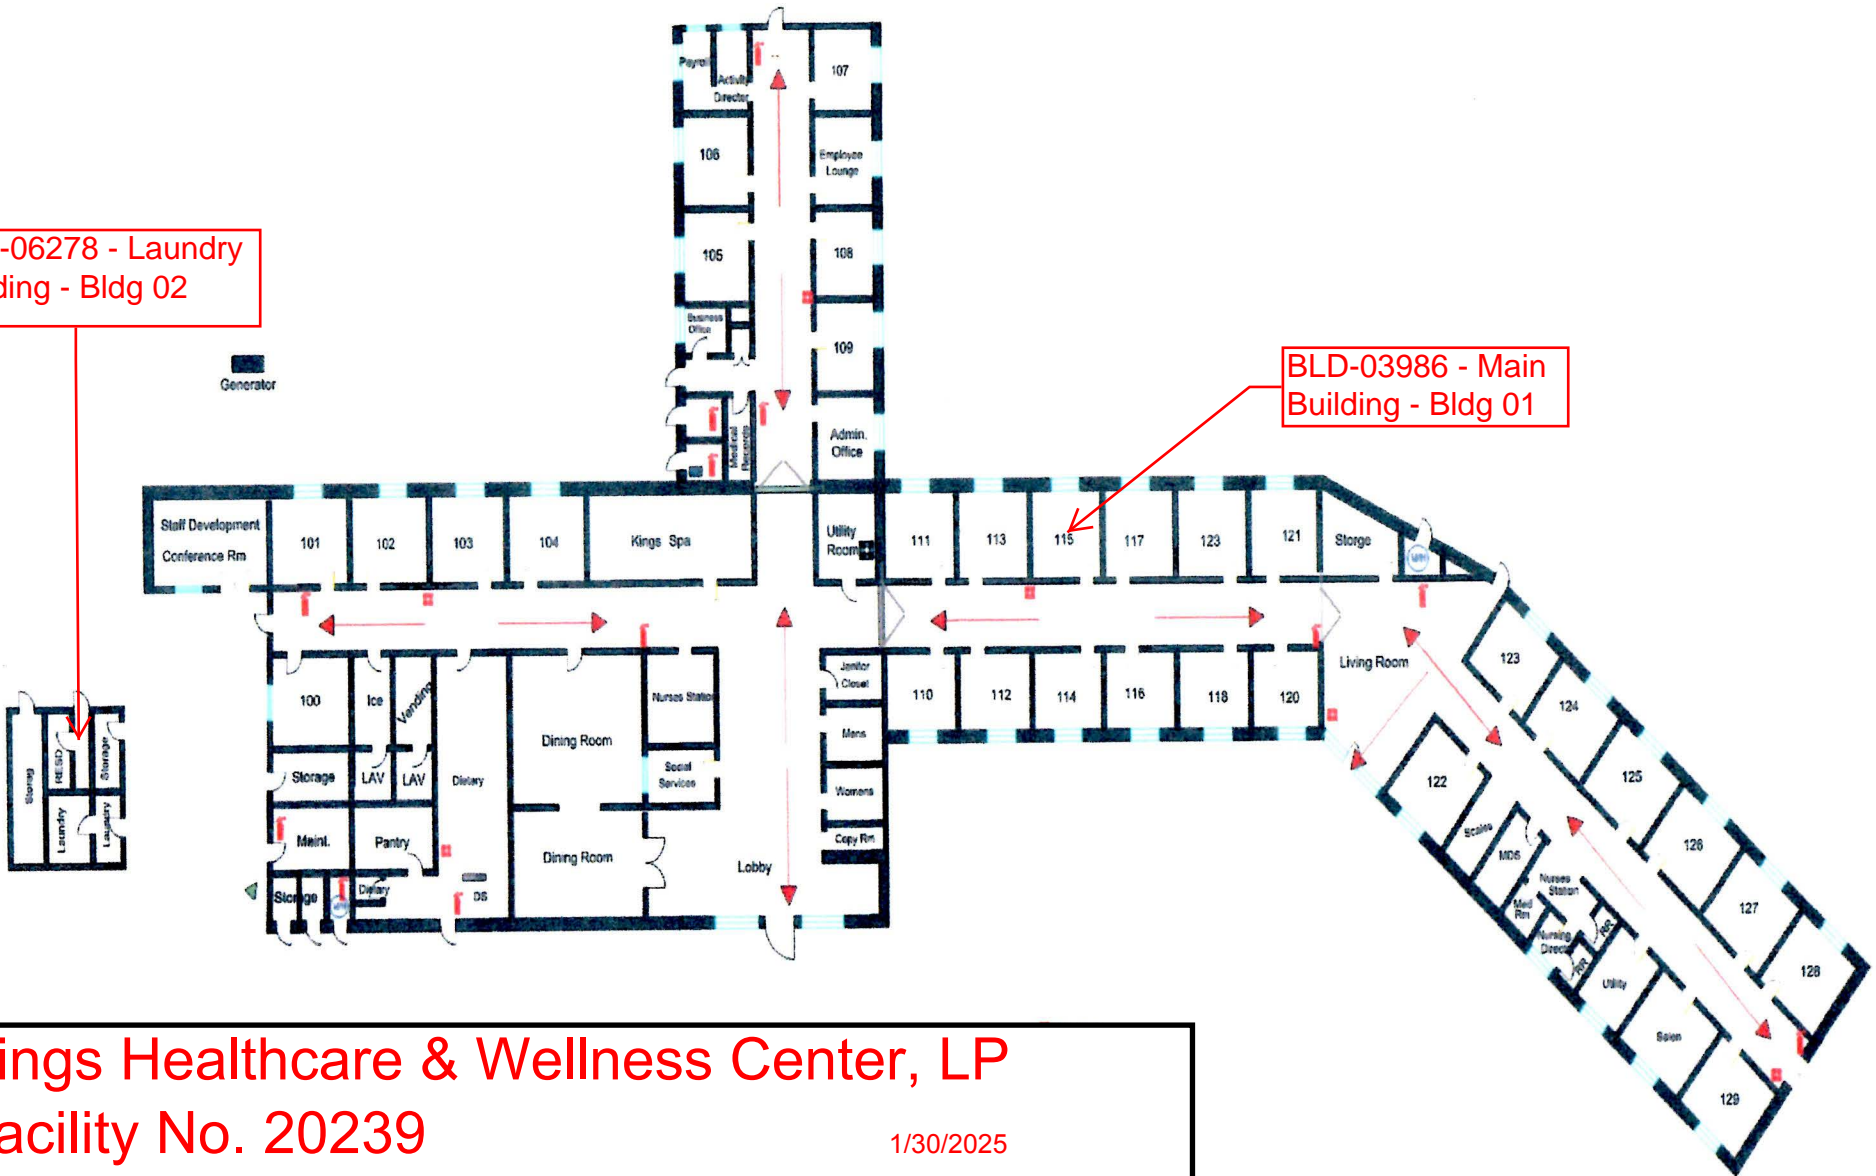 Payroll
Activity
Director
107
106
Employee
Lounge
105
108
Business
Office
109
Medical
Records
Admin.
Office
-06278 - Laundry
ding - Bldg 02
Generator
BLD-03986 - Main
Building - Bldg 01
Staff Development
Conference Rm
101
102
103
104
Kings Spa
Utility
Room
111
113
115
117
123
121
Storge
Living Room
100
Ice
Vending
Storage
LAV
LAV
Dietary
Dining Room
Nurses Station
Social
Services
Janitor
Closet
Mens
Womens
Copy Rm
110
112
114
116
118
120
123
124
125
126
127
128
122
Scales
MDS
Nurses
Station
Med
Rm
Nursing
Director
RR
RR
Utility
Salon
129
Storag
RESD
Storage
Laundry
Laundry
Maint.
Pantry
Dining Room
Lobby
Storage
Dietary
DS
ings Healthcare & Wellness Center, LP
acility No. 20239
1/30/2025